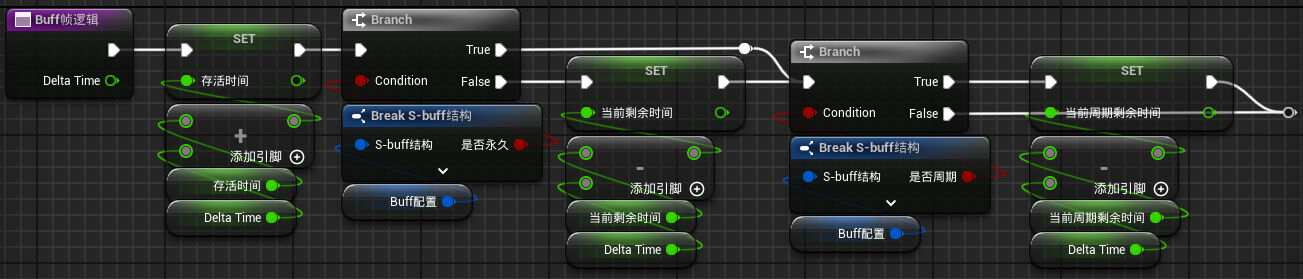 Buff帧逻辑
Delta Time
SET
存活时间
+
添加引脚
存活时间
Delta Time
Branch
True
Condition
False
Break S-buff结构
S-buff结构
是否永久
Buff配置
SET
当前剩余时间
-
添加引脚
当前剩余时间
Delta Time
Branch
True
Condition
False
Break S-buff结构
S-buff结构
是否周期
Buff配置
SET
当前周期剩余时间
-
添加引脚
当前周期剩余时间
Delta Time